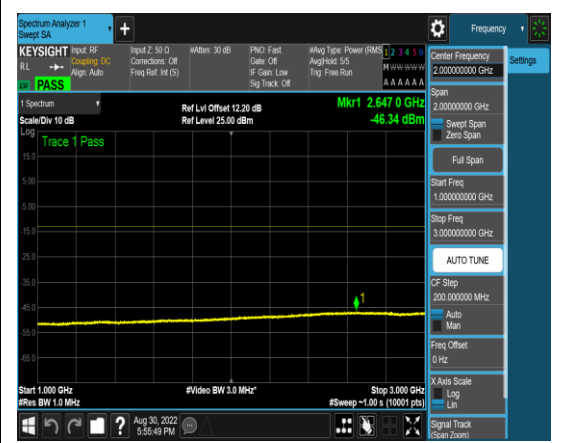 Spectrum Analyzer 1
Swept SA
Frequency
KEYSIGHT
Input: RF
Input Z: 50 Ω
#Atten: 30 dB
PNO: Fast
#Avg Type: Power (RMS
1 2 3 4 5 6
RL
Coupling: DC
Corrections: Off
Gate: Off
Avg|Hold: 5/5
M W W W W W
Align: Auto
Freq Ref: Int (S)
IF Gain: Low
Trig: Free Run
Sig Track: Off
A A A A A A
PASS
1 Spectrum
Ref Lvl Offset 12.20 dB
Mkr1 2.647 0 GHz
Scale/Div 10 dB
Ref Level 25.00 dBm
-46.34 dBm
Log
Trace 1 Pass
15.0
5.00
-5.00
-15.0
-25.0
-35.0
-45.0
-55.0
-65.0
1
Start 1.000 GHz
#Video BW 3.0 MHz*
Stop 3.000 GHz
#Res BW 1.0 MHz
#Sweep ~1.00 s (10001 pts)
Aug 30, 2022
5:55:49 PM
Center Frequency
2.000000000 GHz
Settings
Span
2.00000000 GHz
Swept Span
Zero Span
Full Span
Start Freq
1.000000000 GHz
Stop Freq
3.000000000 GHz
AUTO TUNE
CF Step
200.000000 MHz
Auto
Man
Freq Offset
0 Hz
X Axis Scale
Log
Lin
Signal Track
(Span Zoom)